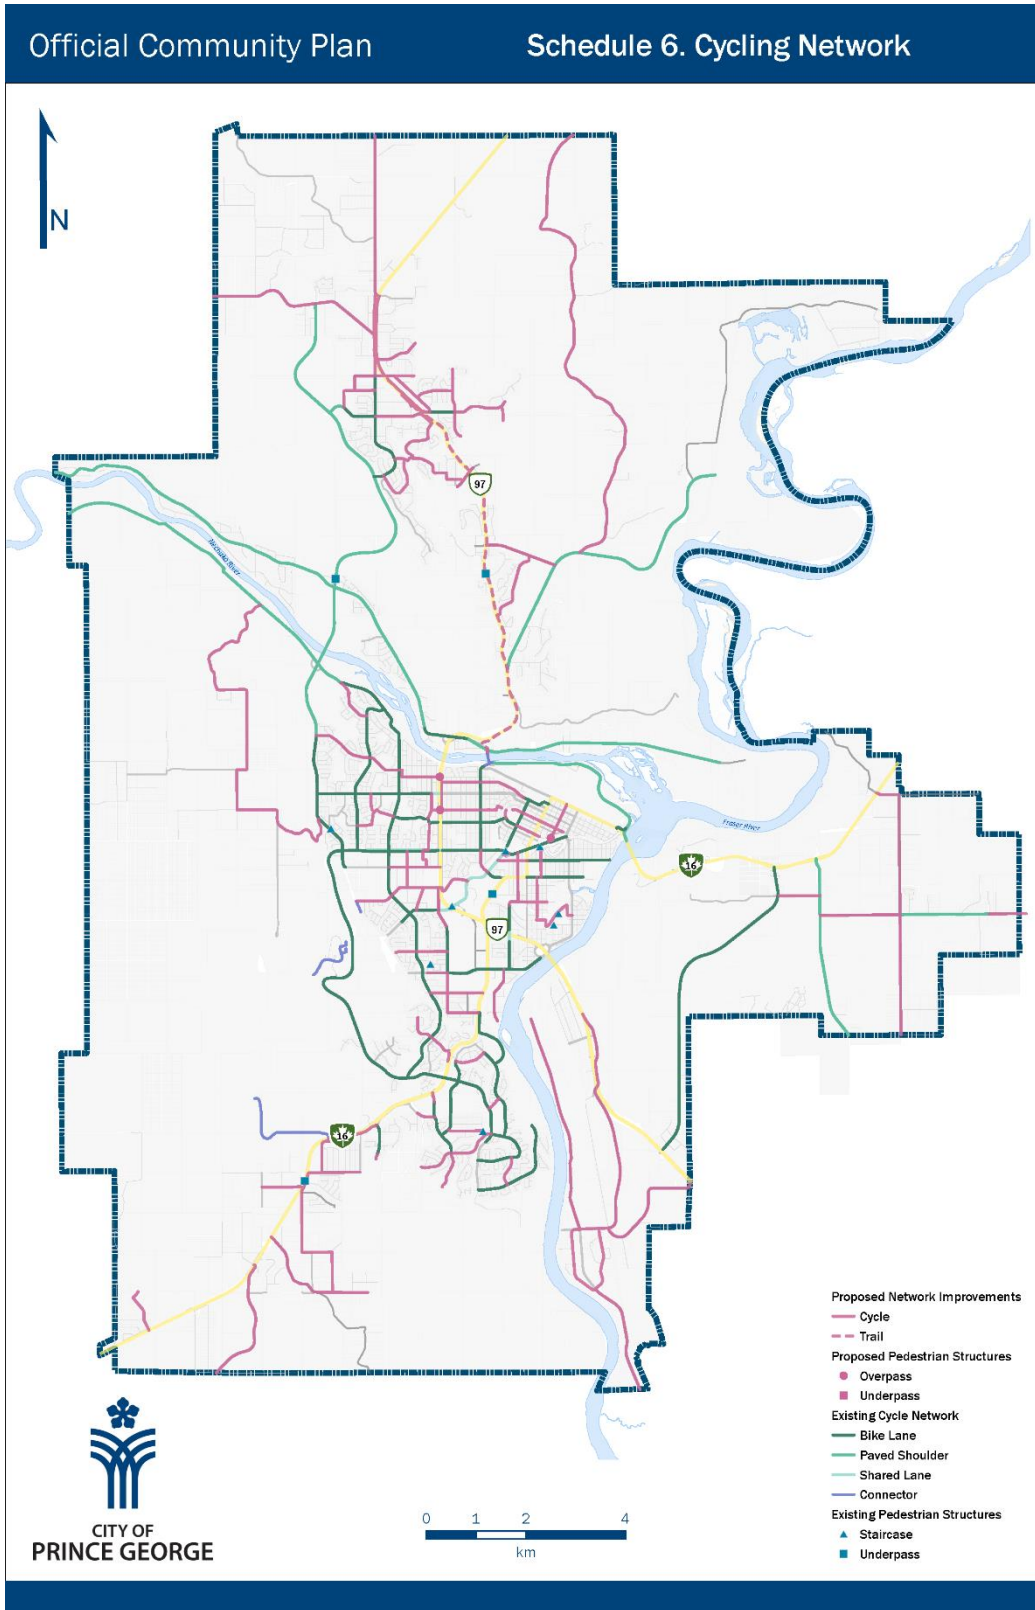 Official Community Plan
Schedule 6. Cycling Network
N
97
Nechako River
Fraser River
16
97
16
Proposed Network Improvements
Cycle
Trail
Proposed Pedestrian Structures
Overpass
Underpass
Existing Cycle Network
Bike Lane
Paved Shoulder
Shared Lane
Connector
Existing Pedestrian Structures
Staircase
Underpass
CITY OF
PRINCE GEORGE
0 1 2 4
km